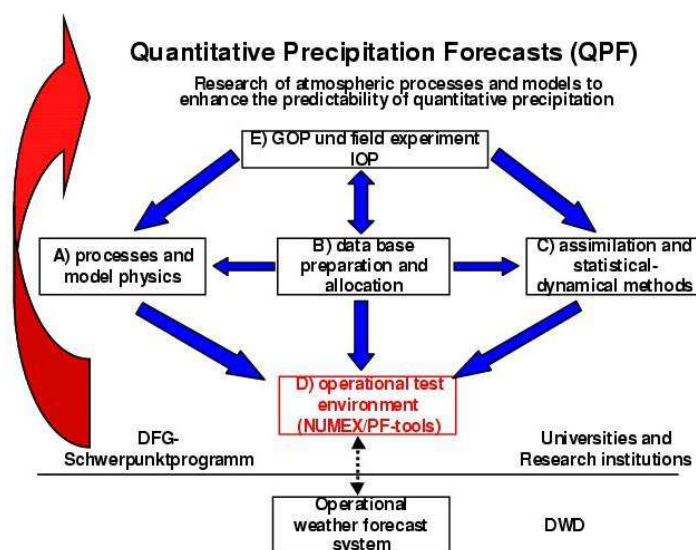 Quantitative Precipitation Forecasts (QPF)
Research of atmospheric processes and models to
enhance the predictability of quantitative precipitation
E) GOP und field experiment
IOP
A) processes and
model physics
B) data base
preparation and
allocation
C) assimilation and
statistical-
dynamical methods
D) operational test
environment
(NUMEX/PF-tools)
DFG-
Schwerpunktprogramm
Universities and
Research institutions
Operational
weather forecast
system
DWD